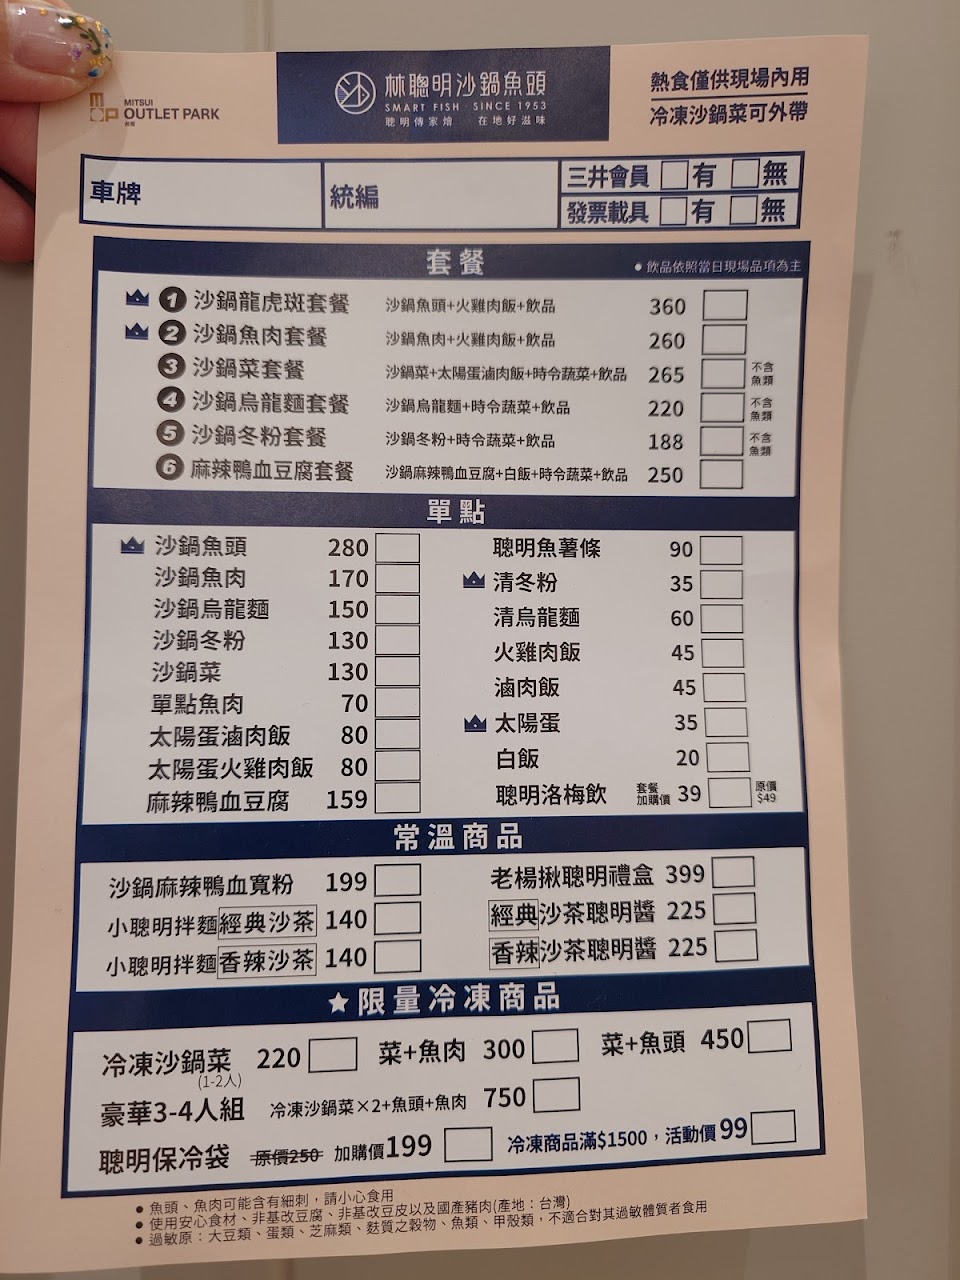 MITSUI
OUTLET PARK
林聰明沙鍋魚頭
SMART FISH · SINCE 1953
聰明傳家燴 在地好滋味
熱食僅供現場內用
冷凍沙鍋菜可外帶
車牌 統編 三井會員 有 無
發票載具 有 無
套餐 ● 飲品依照當日現場品項為主
1 沙鍋龍虎斑套餐 沙鍋魚頭+火雞肉飯+飲品 360
2 沙鍋魚肉套餐 沙鍋魚肉+火雞肉飯+飲品 260
3 沙鍋菜套餐 沙鍋菜+太陽蛋滷肉飯+時令蔬菜+飲品 265 不含魚類
4 沙鍋烏龍麵套餐 沙鍋烏龍麵+時令蔬菜+飲品 220 不含魚類
5 沙鍋冬粉套餐 沙鍋冬粉+時令蔬菜+飲品 188 不含魚類
6 麻辣鴨血豆腐套餐 沙鍋麻辣鴨血豆腐+白飯+時令蔬菜+飲品 250
單點
沙鍋魚頭 280 聰明魚薯條 90
沙鍋魚肉 170 清冬粉 35
沙鍋烏龍麵 150 清烏龍麵 60
沙鍋冬粉 130 火雞肉飯 45
沙鍋菜 130 滷肉飯 45
單點魚肉 70 太陽蛋 35
太陽蛋滷肉飯 80 白飯 20
太陽蛋火雞肉飯 80 聰明洛梅飲 套餐加購價 39 原價$49
麻辣鴨血豆腐 159
常溫商品
沙鍋麻辣鴨血寬粉 199 老楊揪聰明禮盒 399
小聰明拌麵經典沙茶 140 經典沙茶聰明醬 225
小聰明拌麵香辣沙茶 140 香辣沙茶聰明醬 225
★限量冷凍商品
冷凍沙鍋菜 220 菜+魚肉 300 菜+魚頭 450
(1-2人)
豪華3-4人組 冷凍沙鍋菜×2+魚頭+魚肉 750
聰明保冷袋 原價250 加購價199 冷凍商品滿$1500，活動價99
● 魚頭、魚肉可能含有細刺，請小心食用
● 使用安心食材、非基改豆腐、非基改豆皮以及國產豬肉(產地：台灣)
● 過敏原：大豆類、蛋類、芝麻類、麩質之穀物、魚類、甲殼類，不適合對其過敏體質者食用